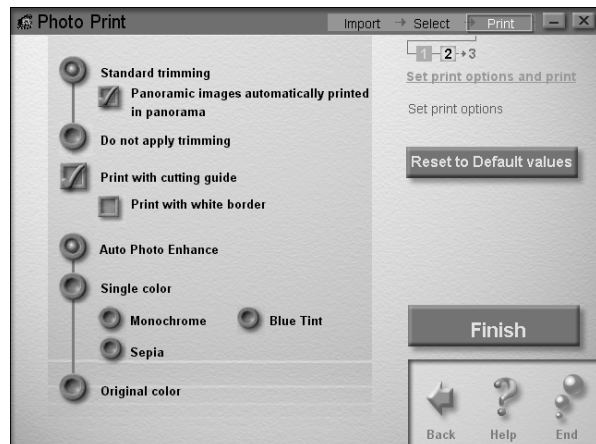 Photo Print
Import → Select → Print
Standard trimming
Panoramic images automatically printed
in panorama
Do not apply trimming
Print with cutting guide
Print with white border
Auto Photo Enhance
Single color
Monochrome
Blue Tint
Sepia
Original color
1 2 3
Set print options and print
Set print options
Reset to Default values
Finish
Back
Help
End